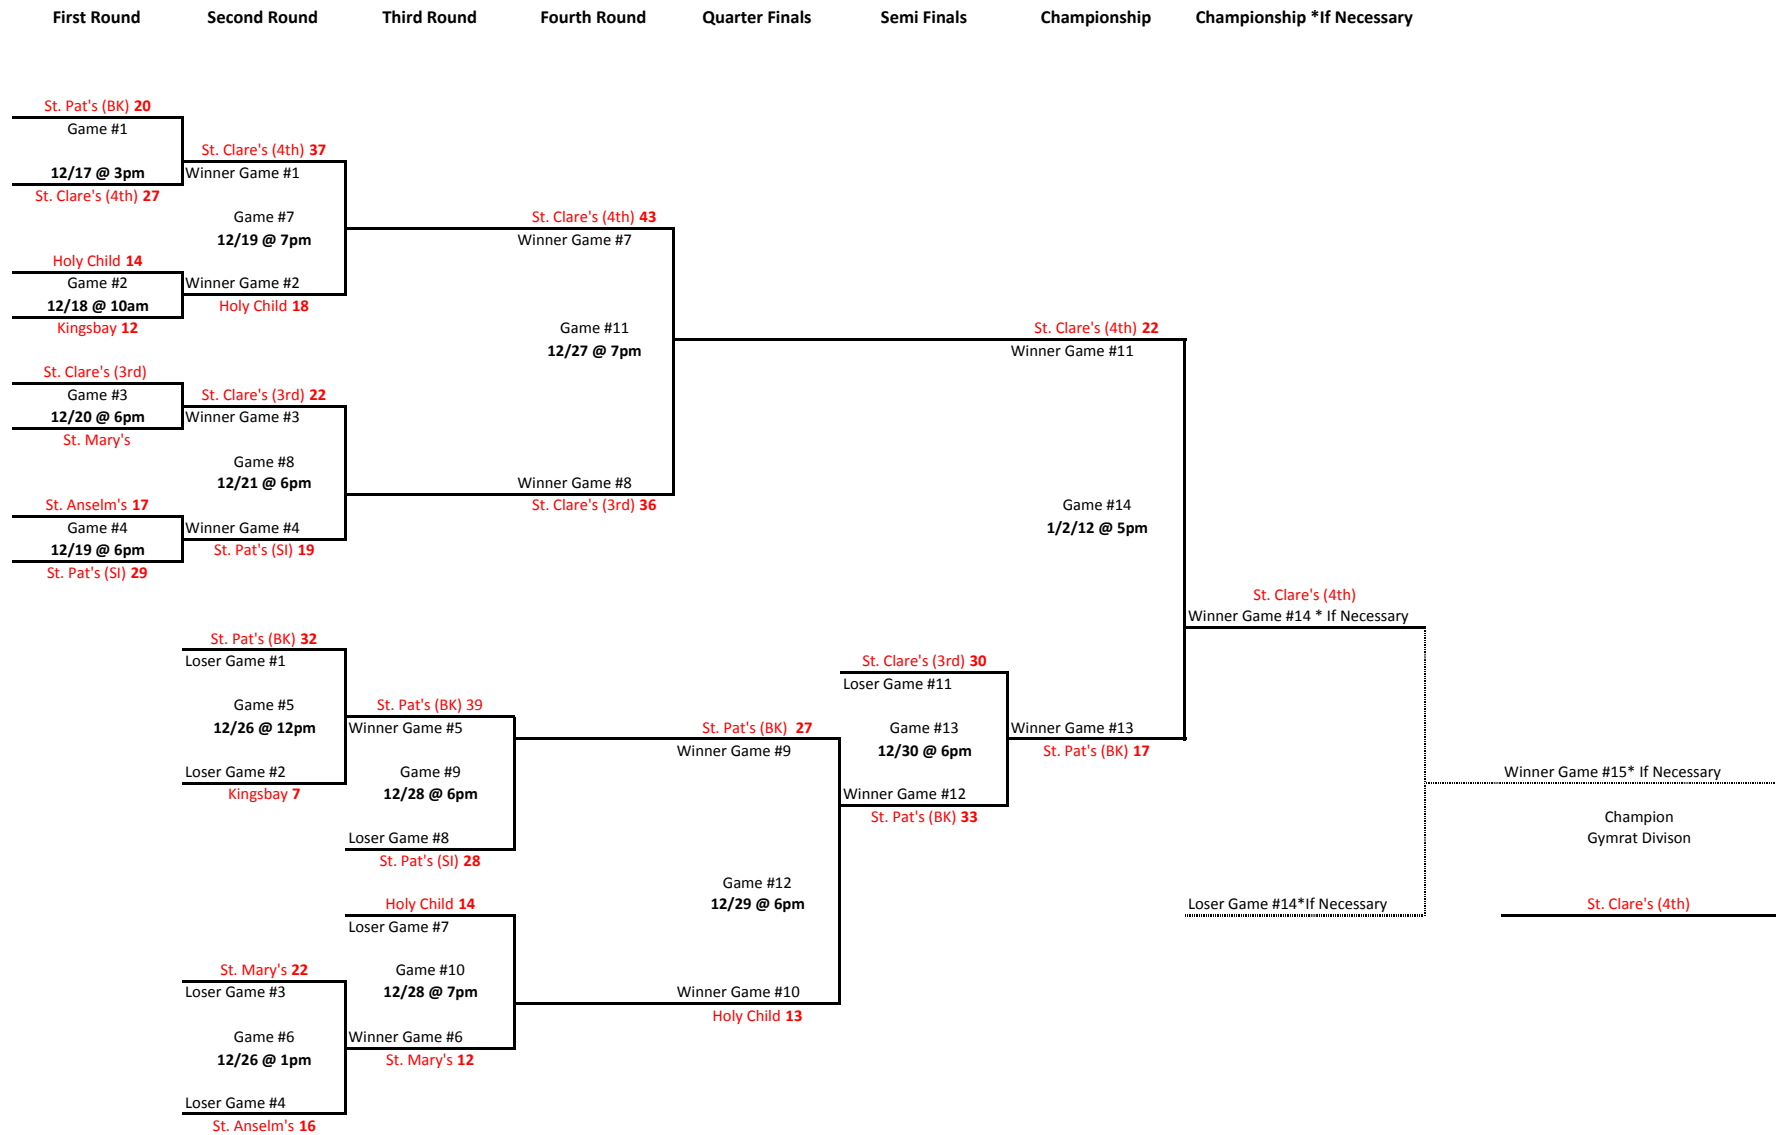 First Round
Second Round
Third Round
Fourth Round
Quarter Finals
Semi Finals
Championship
Championship *If Necessary
St. Pat's (BK) 20
Game #1
12/17 @ 3pm
St. Clare's (4th) 27
St. Clare's (4th) 37
Winner Game #1
Game #7
12/19 @ 7pm
Winner Game #2
Holy Child 18
Holy Child 14
Game #2
12/18 @ 10am
Kingsbay 12
St. Clare's (4th) 43
Winner Game #7
Game #11
12/27 @ 7pm
Winner Game #8
St. Clare's (3rd) 36
St. Clare's (3rd)
Game #3
12/20 @ 6pm
St. Mary's
St. Clare's (3rd) 22
Winner Game #3
Game #8
12/21 @ 6pm
Winner Game #4
St. Pat's (SI) 19
St. Anselm's 17
Game #4
12/19 @ 6pm
St. Pat's (SI) 29
St. Clare's (4th) 22
Winner Game #11
Game #14
1/2/12 @ 5pm
Winner Game #13
St. Pat's (BK) 17
St. Clare's (4th)
Winner Game #14 * If Necessary
St. Pat's (BK) 32
Loser Game #1
Game #5
12/26 @ 12pm
Loser Game #2
Kingsbay 7
St. Pat's (BK) 39
Winner Game #5
Game #9
12/28 @ 6pm
Loser Game #8
St. Pat's (SI) 28
St. Pat's (BK) 27
Winner Game #9
Game #12
12/29 @ 6pm
Winner Game #10
Holy Child 13
St. Clare's (3rd) 30
Loser Game #11
Game #13
12/30 @ 6pm
Winner Game #12
St. Pat's (BK) 33
Winner Game #15* If Necessary
Champion
Gymrat Divison
St. Clare's (4th)
Loser Game #14*If Necessary
Holy Child 14
Loser Game #7
Game #10
12/28 @ 7pm
Winner Game #6
St. Mary's 12
St. Mary's 22
Loser Game #3
Game #6
12/26 @ 1pm
Loser Game #4
St. Anselm's 16